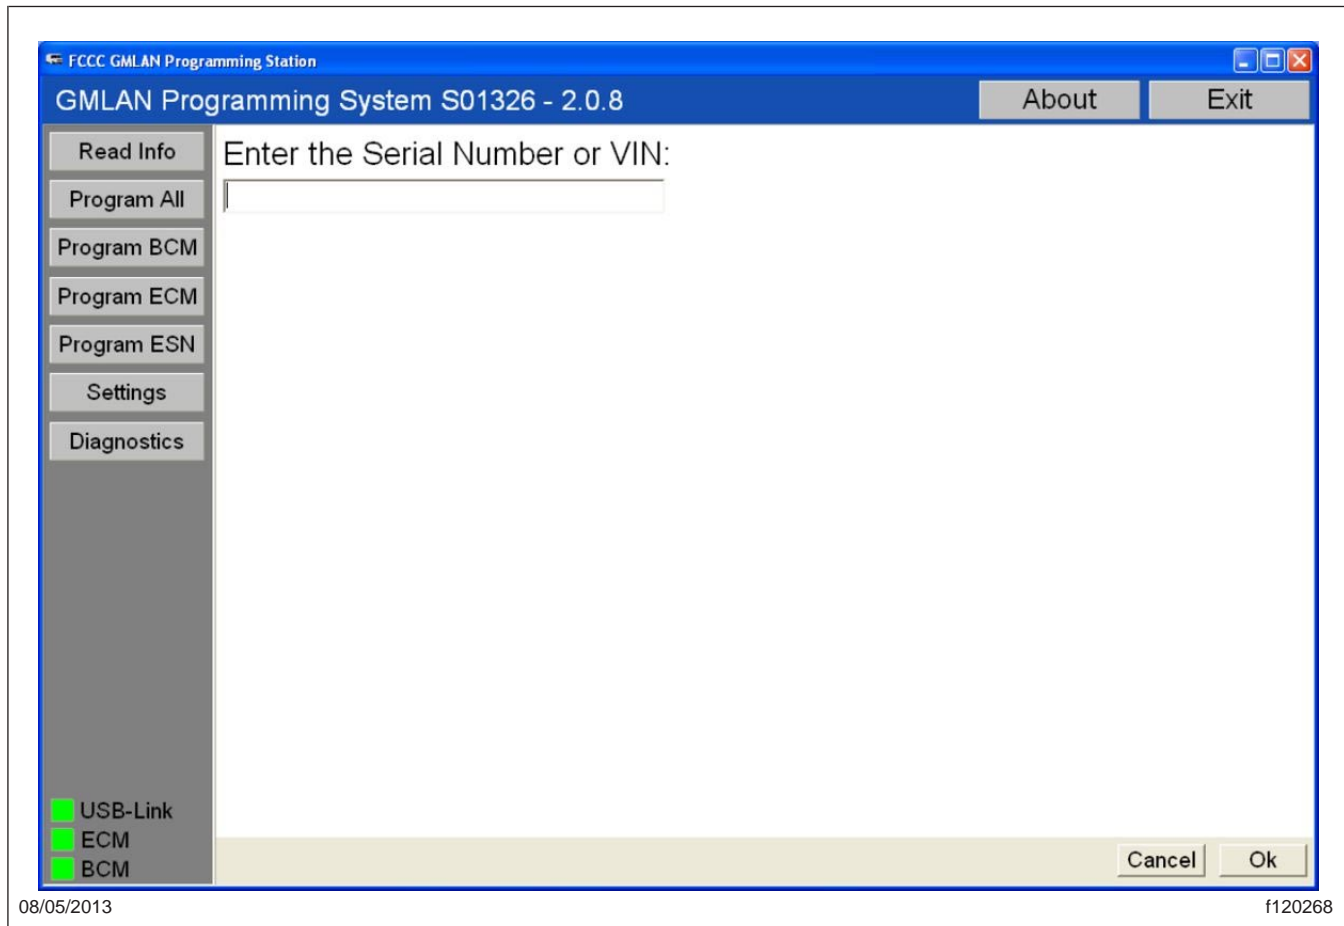 FCCC GMLAN Programming Station
GMLAN Programming System S01326 - 2.0.8
About
Exit
Read Info
Program All
Program BCM
Program ECM
Program ESN
Settings
Diagnostics
Enter the Serial Number or VIN:
USB-Link
ECM
BCM
Cancel
Ok
08/05/2013
f120268